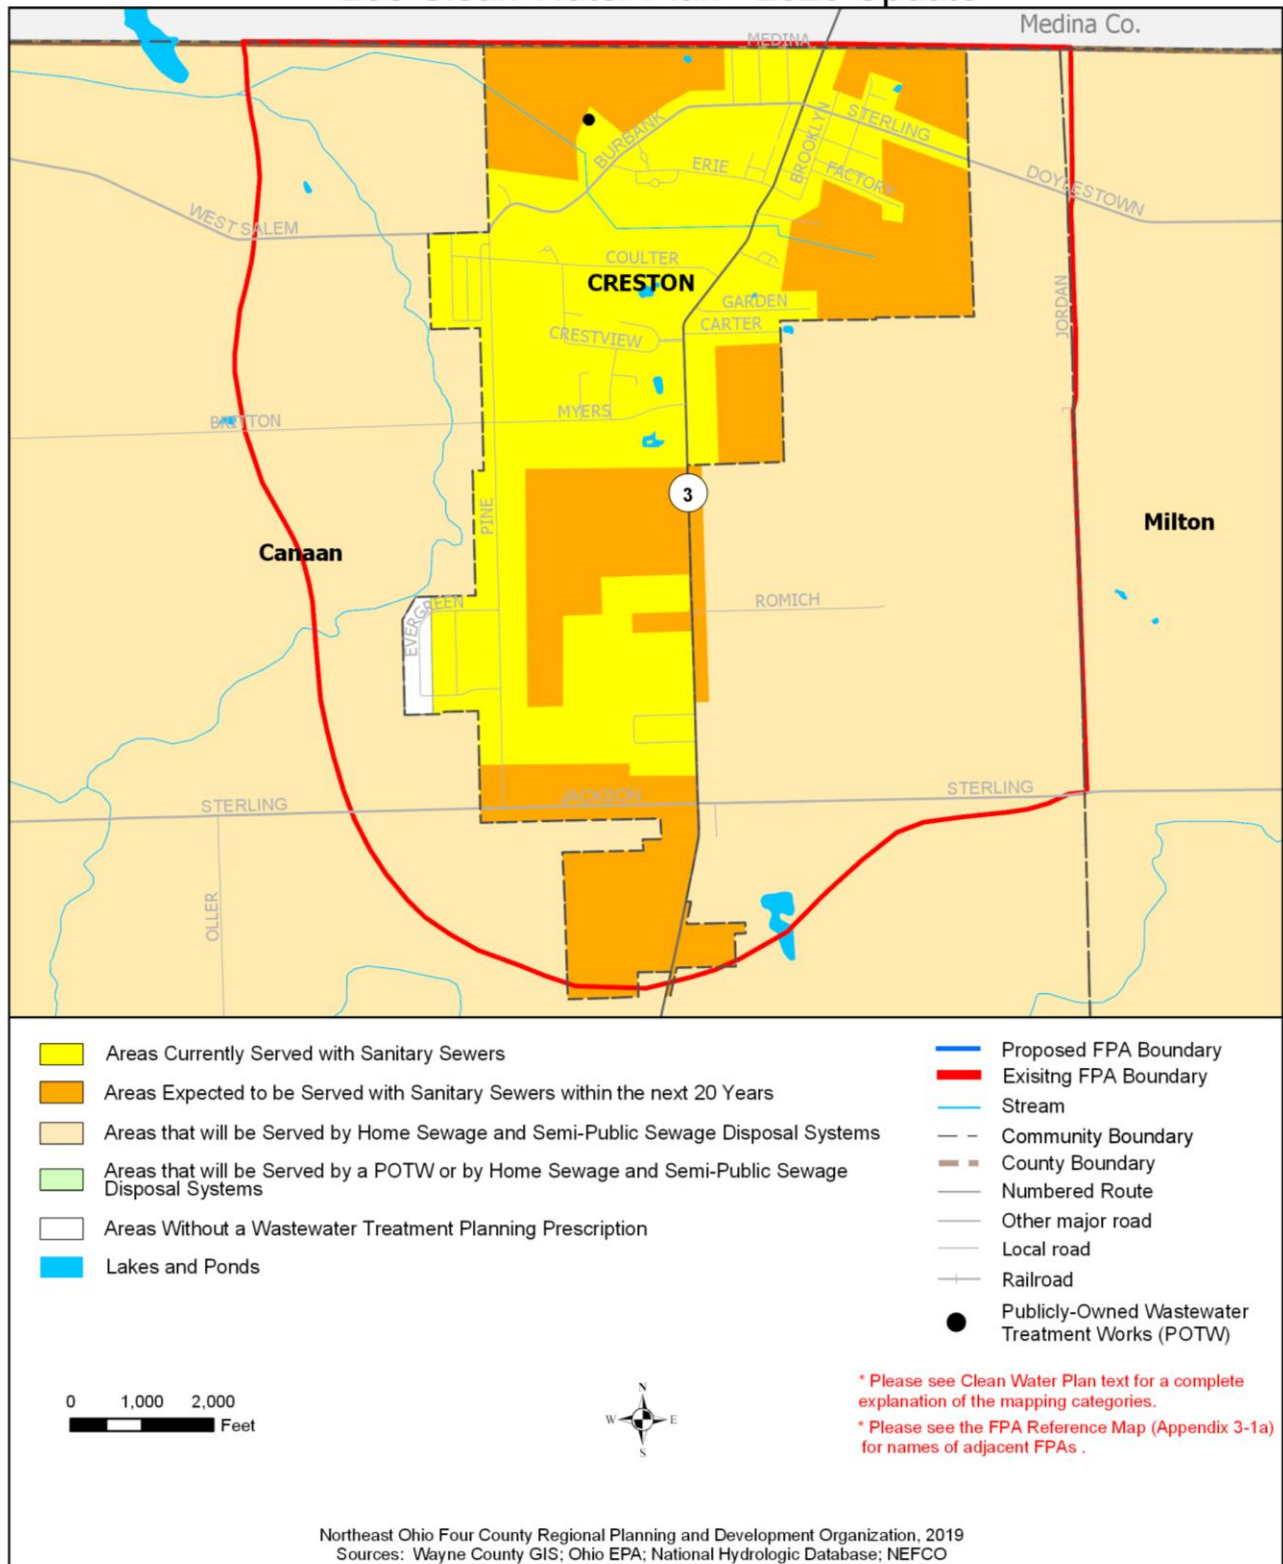 Medina Co.
MEDINA
BURBANK
BROOKLYN
STERLING
ERIE
FACTORY
DOYLESTOWN
WEST SALEM
COULTER
CRESTON
GARDEN
CARTER
CRESTVIEW
JORDAN
BRITTON
MYERS
3
PINE
Milton
Canaan
EVERGREEN
ROMICH
STERLING
JACKSON
STERLING
OLLER
Areas Currently Served with Sanitary Sewers
Areas Expected to be Served with Sanitary Sewers within the next 20 Years
Areas that will be Served by Home Sewage and Semi-Public Sewage Disposal Systems
Areas that will be Served by a POTW or by Home Sewage and Semi-Public Sewage
Disposal Systems
Areas Without a Wastewater Treatment Planning Prescription
Lakes and Ponds
Proposed FPA Boundary
Exisitng FPA Boundary
Stream
Community Boundary
County Boundary
Numbered Route
Other major road
Local road
Railroad
Publicly-Owned Wastewater
Treatment Works (POTW)
0 1,000 2,000
Feet
N
W E
S
* Please see Clean Water Plan text for a complete
explanation of the mapping categories.
* Please see the FPA Reference Map (Appendix 3-1a)
for names of adjacent FPAs .
Northeast Ohio Four County Regional Planning and Development Organization, 2019
Sources: Wayne County GIS; Ohio EPA; National Hydrologic Database; NEFCO